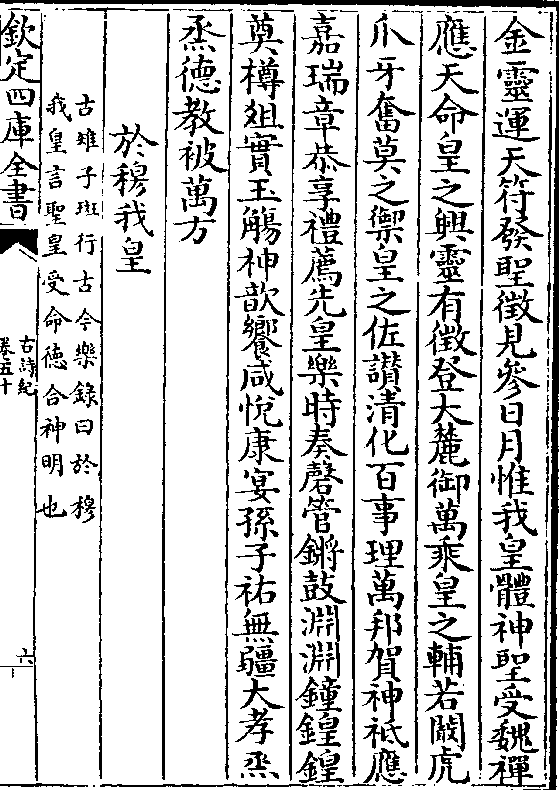 金靈運天符發聖徵見參日月惟我皇體神聖受魏禪
應天命皇之興靈有徵登大麓御萬乘皇之輔若闞虎
爪牙奮莫之禦皇之佐讚清化百事理萬邦賀神祇應
嘉瑞章恭享禮薦先皇樂時奏磬管鏘鼓淵淵鐘鍠鍠
奠樽俎實玉觴神歆饗咸悅康宴孫子祐無疆大孝烝
烝德教被萬方
於穆我皇
古雉子班行古今樂錄曰於穆
我皇言聖皇受命德合神明也
欽定四庫全書
古詩紀
卷五十
六